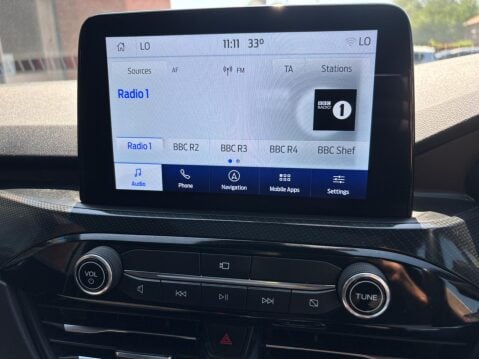 LO 11:11 33° LO
Sources AF FM TA Stations
Radio 1
BBC
RADIO 1
Radio 1 BBC R2 BBC R3 BBC R4 BBC Shef
Audio Phone Navigation Mobile Apps Settings
VOL TUNE